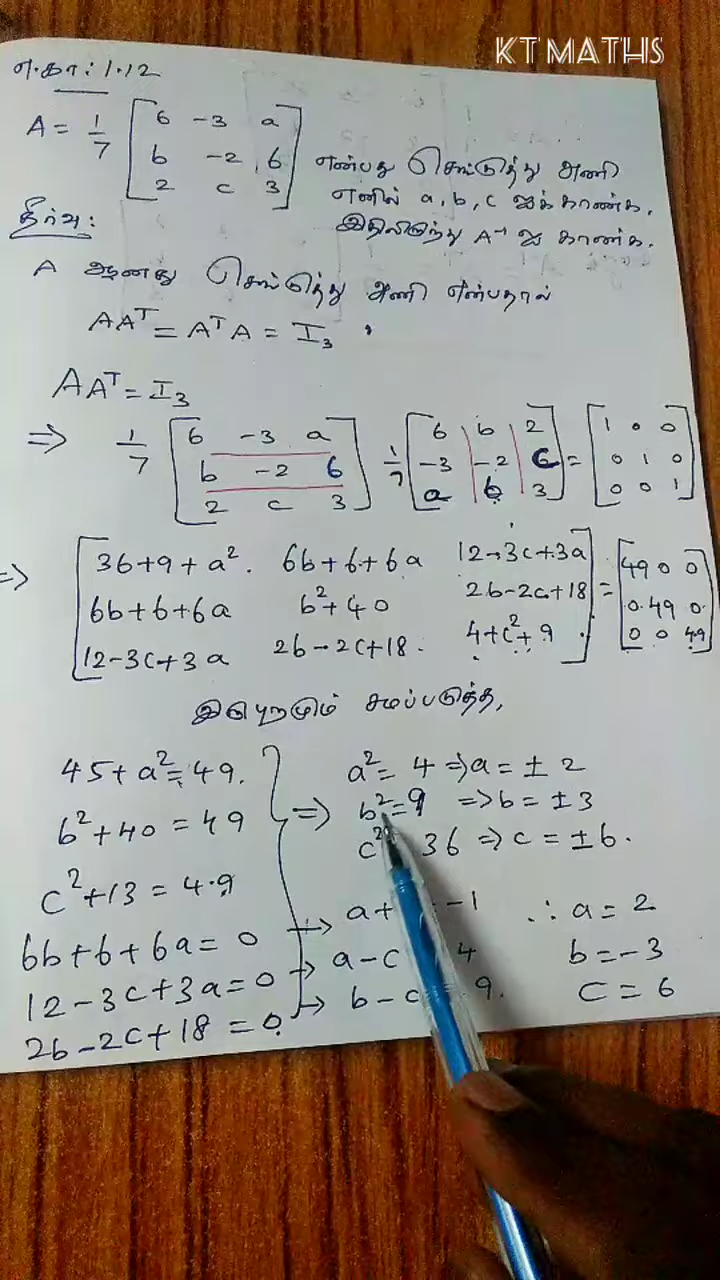 KT MATHS
எ.கா: 1.12
A = 1/7 [6 -3 a
b -2 6
2 c 3] என்பது செங்குத்து அணி
எனில் a, b, c ஐக் காண்க.
இதிலிருந்து A⁻¹ ஐ காண்க.
தீர்வு:
A ஆனது செங்குத்து அணி என்பதால்
AAᵀ = Aᵀ A = I₃
AAᵀ = I₃
⇒ 1/7 [6 -3 a
b -2 6
2 c 3] 1/7 [6 b 2
-3 -2 c
a 6 3] = [1 0 0
0 1 0
0 0 1]
⇒ [36+9+a² 6b+6+6a 12-3c+3a
6b+6+6a b²+40 2b-2c+18
12-3c+3a 2b-2c+18 4+c²+9] = [49 0 0
0 49 0
0 0 49]
இருபுறமும் சமப்படுத்த,
45+a² = 49. ⇒ a² = 4 ⇒ a = ±2
b²+40 = 49 b² = 9 ⇒ b = ±3
c²+13 = 49 c² 36 ⇒ c = ±6.
6b+6+6a = 0 → a+ -1 ∴ a = 2
12-3c+3a = 0 → a-c 4 b = -3
2b-2c+18 = 0 → b-c 9. c = 6